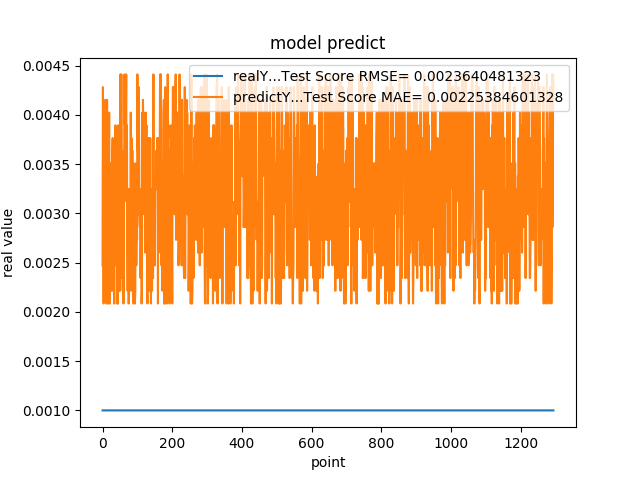 model predict
realY...Test Score RMSE= 0.0023640481323
predictY...Test Score MAE= 0.00225384601328
0.0045
0.0040
0.0035
0.0030
0.0025
0.0020
0.0015
0.0010
real value
0 200 400 600 800 1000 1200
point